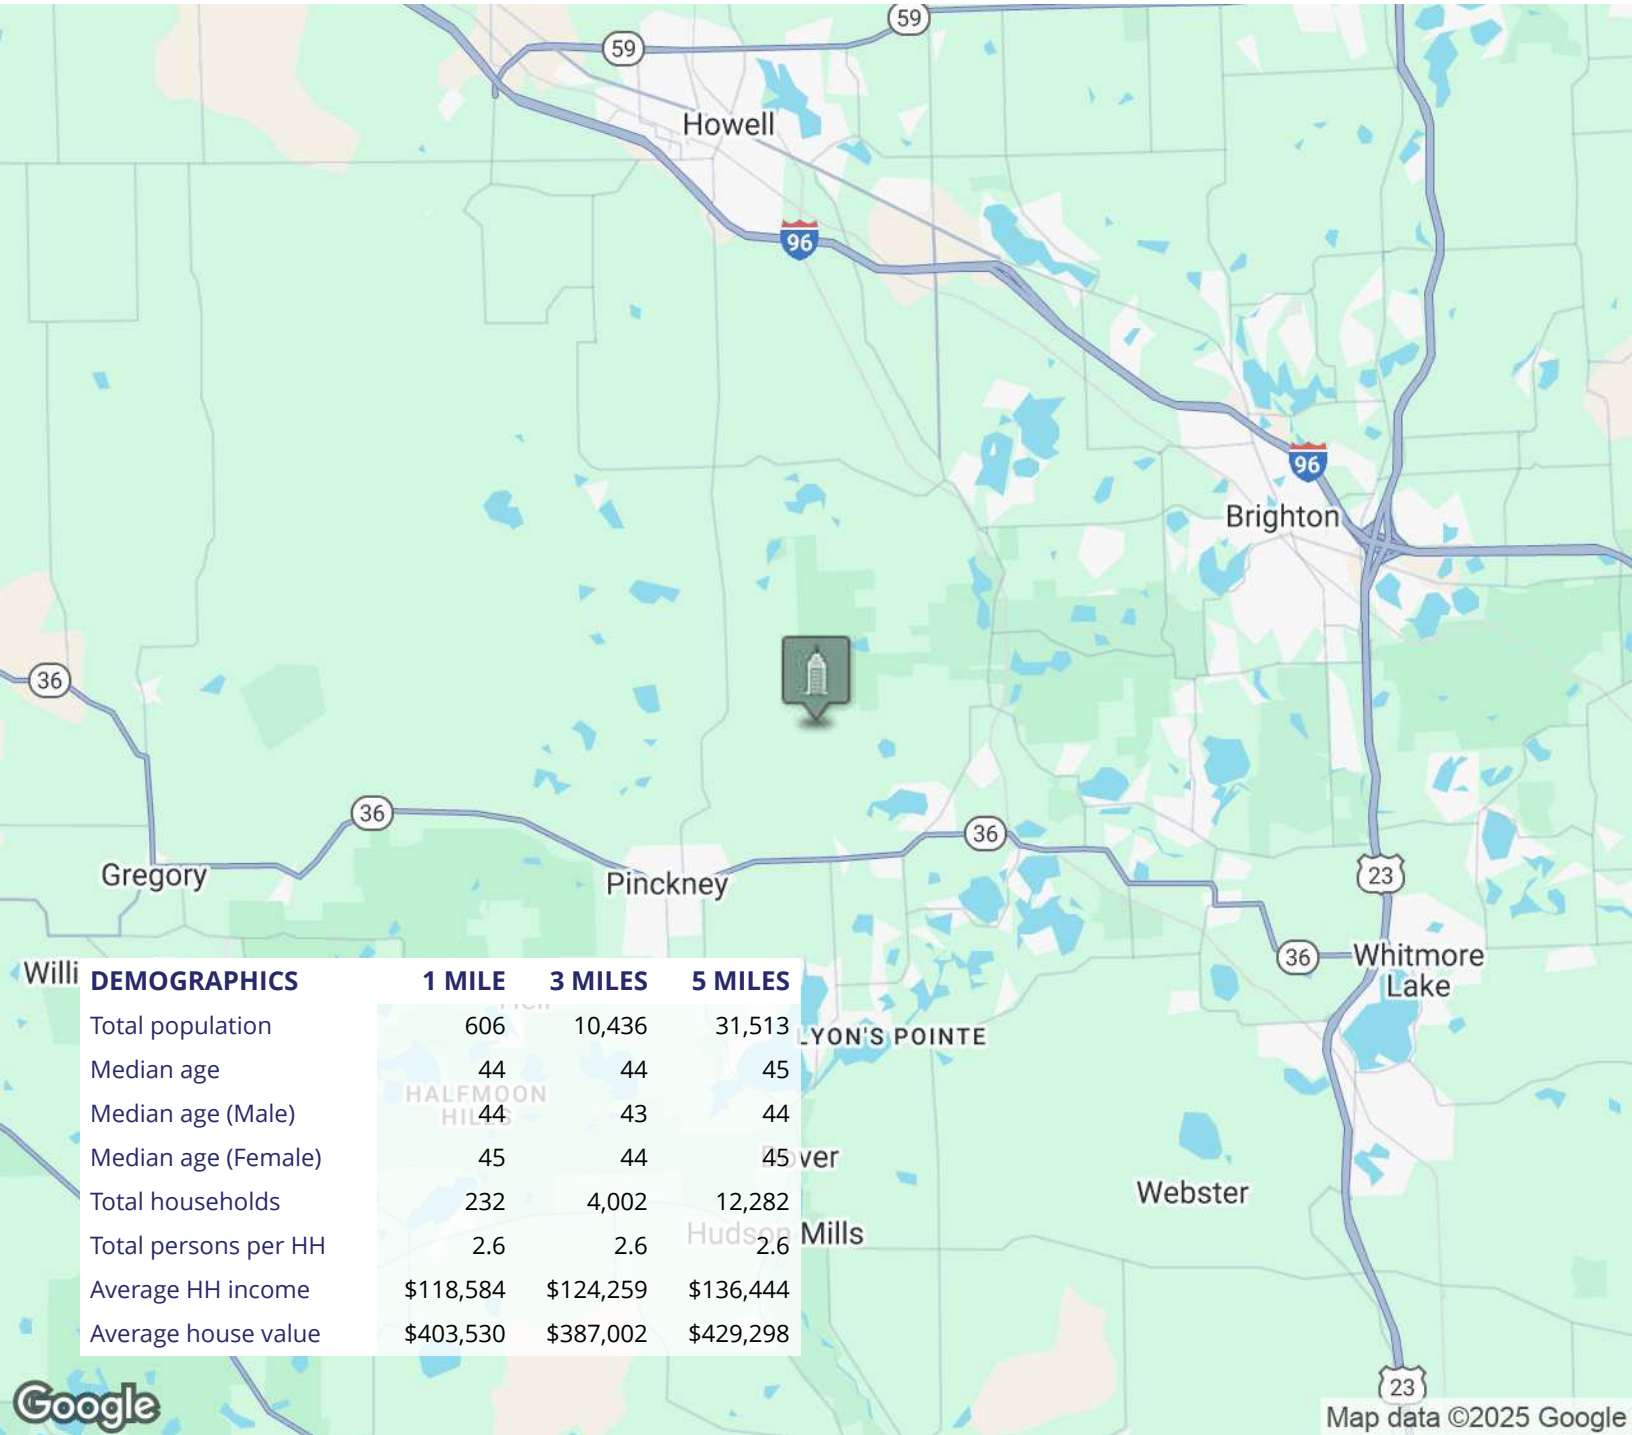 59
59
Howell
96
96
Brighton
36
36
36
Gregory
Pinckney
23
36
Whitmore
Lake
Willi
DEMOGRAPHICS 1 MILE 3 MILES 5 MILES
Total population 606 10,436 31,513
LYON'S POINTE
Median age 44 44 45
HALFMOON
HILLS
Median age (Male) 44 43 44
Median age (Female) 45 44 45
ver
Webster
Total households 232 4,002 12,282
Total persons per HH 2.6 2.6 2.6
Hudson Mills
Average HH income $118,584 $124,259 $136,444
Average house value $403,530 $387,002 $429,298
23
Google
Map data ©2025 Google